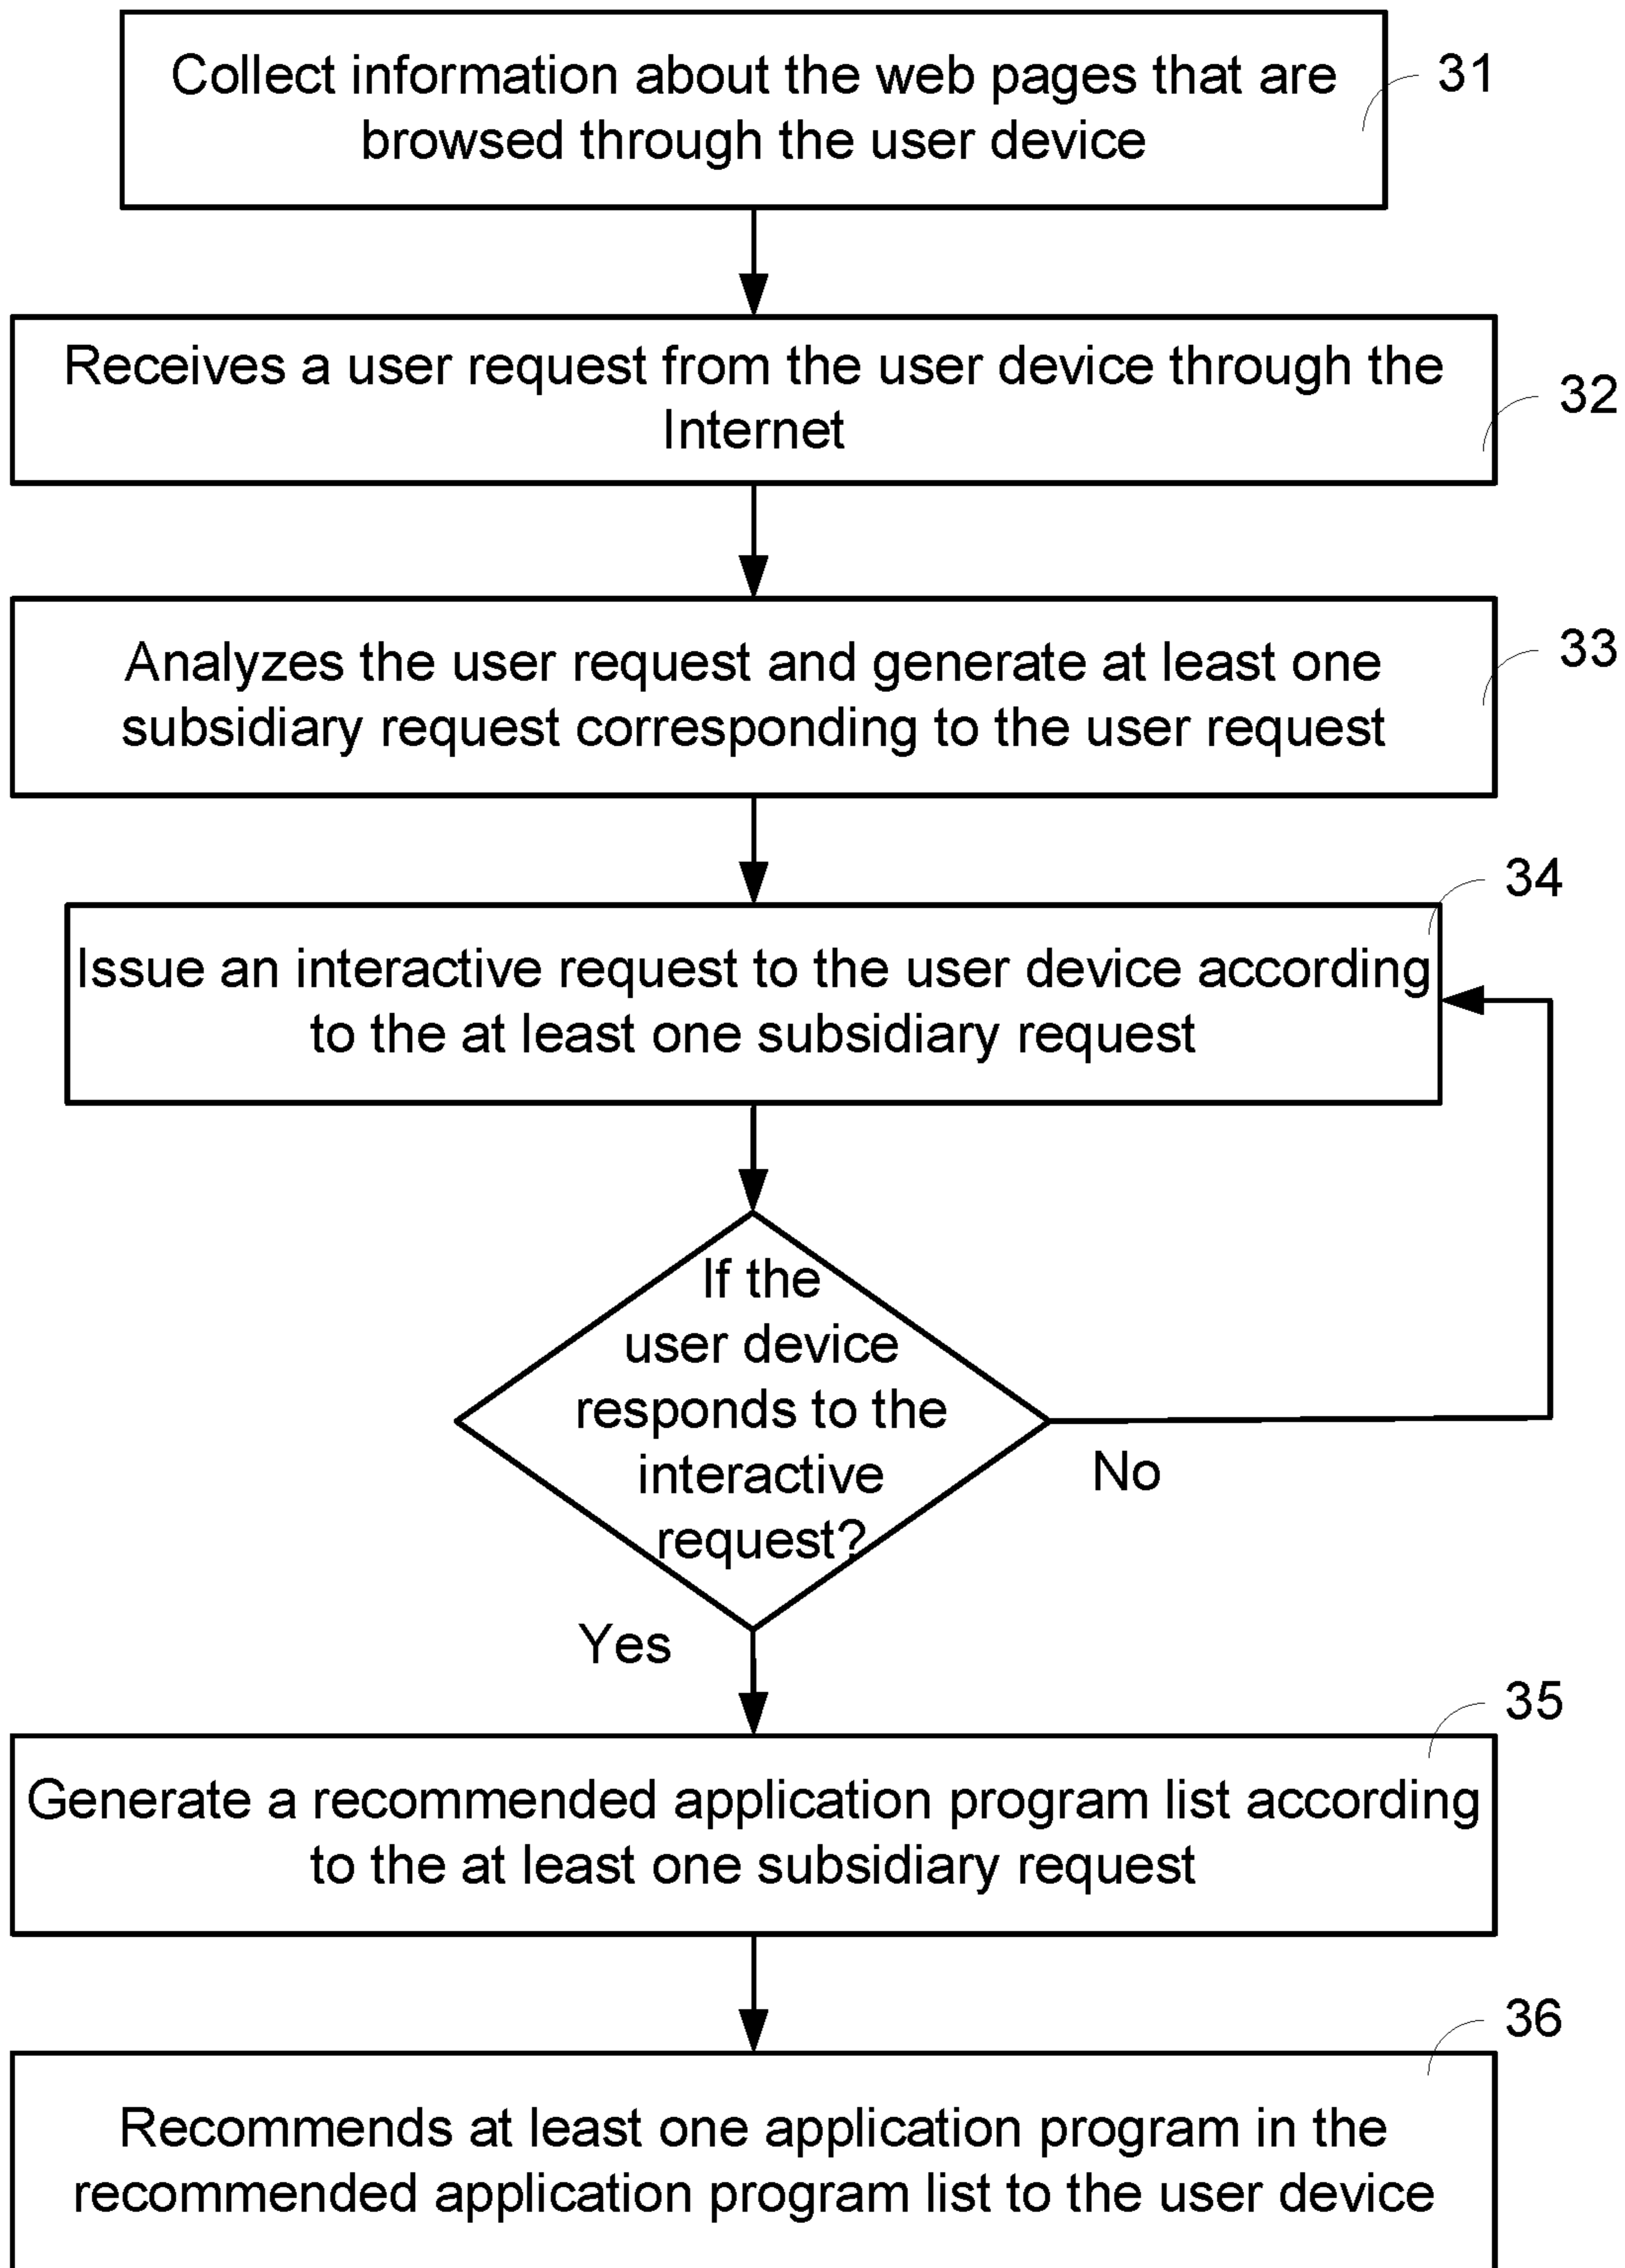 Collect information about the web pages that are
browsed through the user device
31
Receives a user request from the user device through the
Internet
32
Analyzes the user request and generate at least one
subsidiary request corresponding to the user request
33
34
Issue an interactive request to the user device according
to the at least one subsidiary request
If the
user device
responds to the
interactive
request?
No
Yes
35
Generate a recommended application program list according
to the at least one subsidiary request
36
Recommends at least one application program in the
recommended application program list to the user device